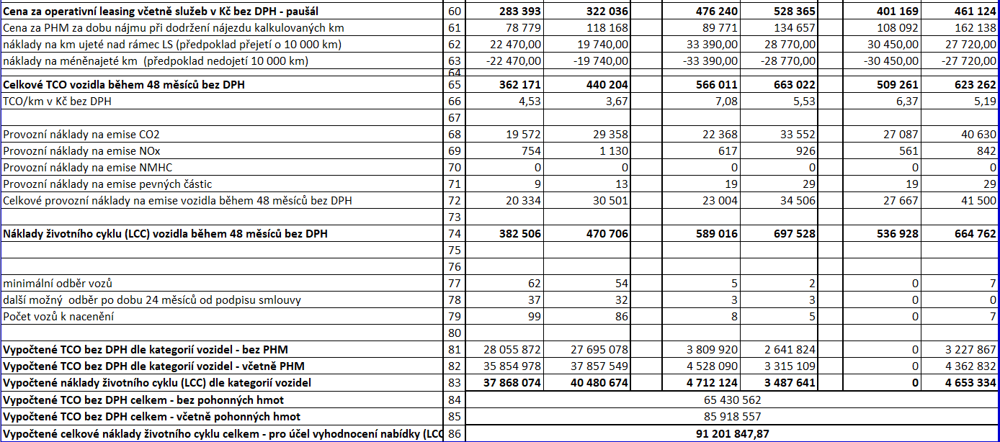 Cena za operativní leasing včetně služeb v Kč bez DPH - paušál 60 283 393 322 036 476 240 528 365 401 169 461 124
Cena za PHM za dobu nájmu při dodržení nájezdu kalkulovaných km 61 78 779 118 168 89 771 134 657 108 092 162 138
náklady na km ujeté nad rámec LS (předpoklad přejetí o 10 000 km) 62 22 470,00 19 740,00 33 390,00 28 770,00 30 450,00 27 720,00
náklady na méněnajeté km (předpoklad nedojetí 10 000 km) 63 -22 470,00 -19 740,00 -33 390,00 -28 770,00 -30 450,00 -27 720,00
64
Celkové TCO vozidla během 48 měsíců bez DPH 65 362 171 440 204 566 011 663 022 509 261 623 262
TCO/km v Kč bez DPH 66 4,53 3,67 7,08 5,53 6,37 5,19
67
Provozní náklady na emise CO2 68 19 572 29 358 22 368 33 552 27 087 40 630
Provozní náklady na emise NOx 69 754 1 130 617 926 561 842
Provozní náklady na emise NMHC 70 0 0 0 0 0 0
Provozní náklady na emise pevných částic 71 9 13 19 29 19 29
Celkové provozní náklady na emise vozidla během 48 měsíců bez DPH 72 20 334 30 501 23 004 34 506 27 667 41 500
73
Náklady životního cyklu (LCC) vozidla během 48 měsíců bez DPH 74 382 506 470 706 589 016 697 528 536 928 664 762
75
76
minimální odběr vozů 77 62 54 5 2 0 7
další možný odběr po dobu 24 měsíců od podpisu smlouvy 78 37 32 3 3 0 0
Počet vozů k nacenění 79 99 86 8 5 0 7
80
Vypočtené TCO bez DPH dle kategorií vozidel - bez PHM 81 28 055 872 27 695 078 3 809 920 2 641 824 0 3 227 867
Vypočtené TCO bez DPH dle kategorií vozidel - včetně PHM 82 35 854 978 37 857 549 4 528 090 3 315 109 0 4 362 832
Vypočtené náklady životního cyklu (LCC) dle kategorií vozidel 83 37 868 074 40 480 674 4 712 124 3 487 641 0 4 653 334
Vypočtené TCO bez DPH celkem - bez pohonných hmot 84 65 430 562
Vypočtené TCO bez DPH celkem - včetně pohonných hmot 85 85 918 557
Vypočtené celkové náklady životního cyklu celkem - pro účel vyhodnocení nabídky (LCC 86 91 201 847,87